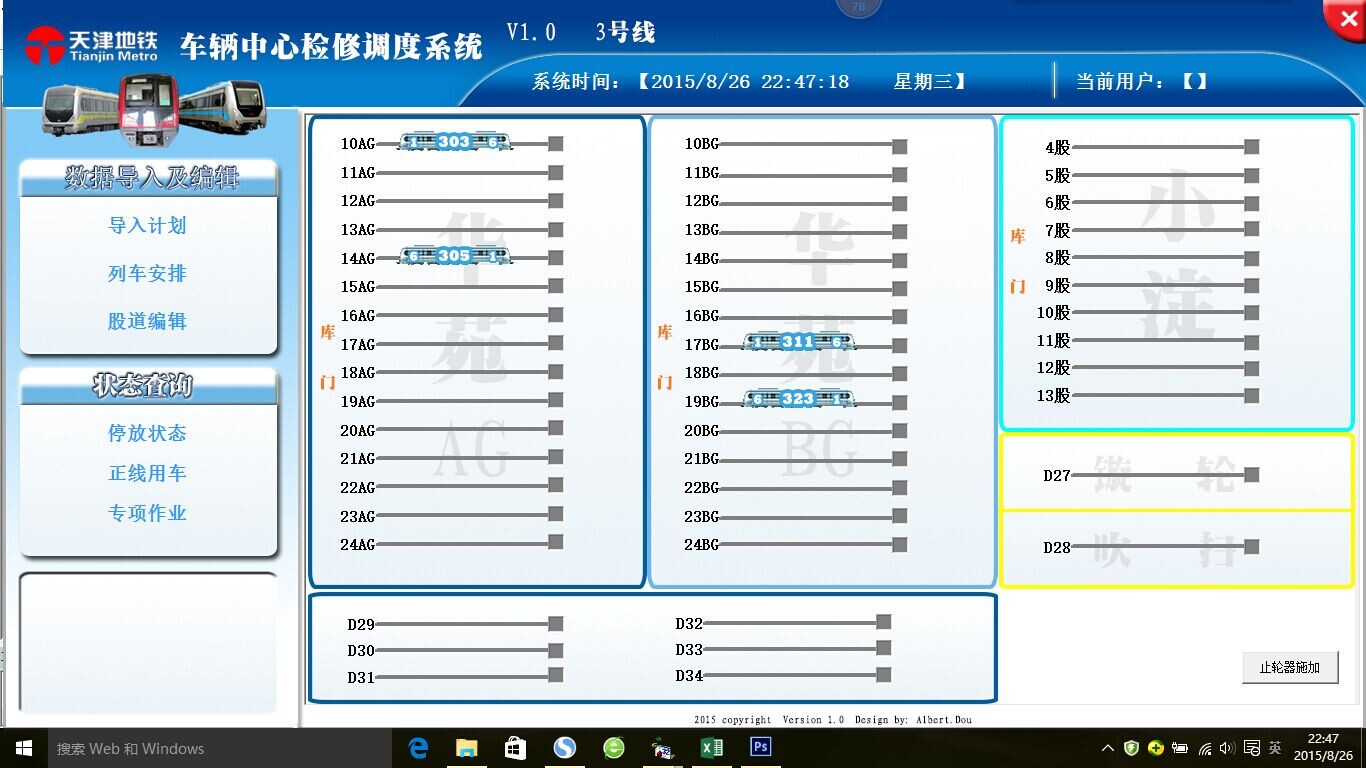 78
天津地铁
Tianjin Metro
车辆中心检修调度系统
V1.0 3号线
系统时间：【2015/8/26 22:47:18 星期三】
当前用户：【】
数据导入及编辑
导入计划
列车安排
股道编辑
状态查询
停放状态
正线用车
专项作业
华苑
AG
库门
10AG 1 303 6
11AG
12AG
13AG
14AG 6 305 1
15AG
16AG
17AG
18AG
19AG
20AG
21AG
22AG
23AG
24AG
华苑
BG
库门
10BG
11BG
12BG
13BG
14BG
15BG
16BG
17BG 1 311 6
18BG
19BG 6 323 1
20BG
21BG
22BG
23BG
24BG
小淀
库门
4股
5股
6股
7股
8股
9股
10股
11股
12股
13股
D27 镟轮
D28 吹扫
D29
D30
D31
D32
D33
D34
止轮器施加
2015 copyright Version 1.0 Design by: Albert.Dou
搜索 Web 和 Windows
Ps
英
22:47
2015/8/26